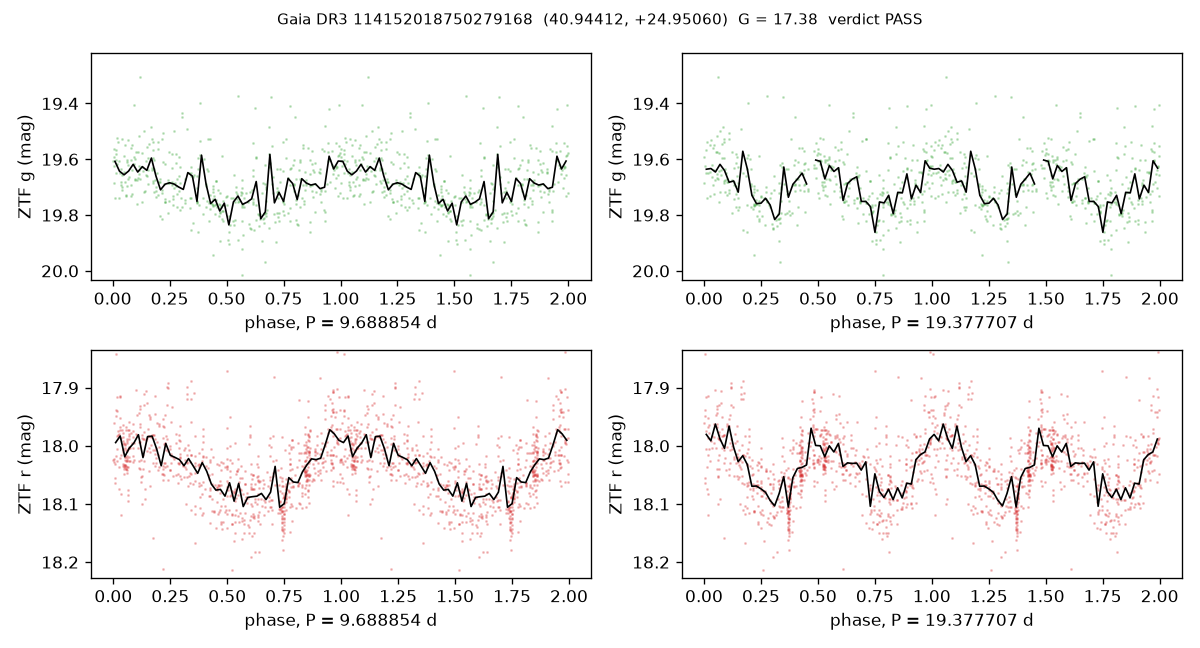 Gaia DR3 114152018750279168 (40.94412, +24.95060) G = 17.38 verdict PASS
ZTF g (mag)
19.4
19.6
19.8
20.0
0.00 0.25 0.50 0.75 1.00 1.25 1.50 1.75 2.00
phase, P = 9.688854 d
ZTF g (mag)
19.4
19.6
19.8
20.0
0.00 0.25 0.50 0.75 1.00 1.25 1.50 1.75 2.00
phase, P = 19.377707 d
ZTF r (mag)
17.9
18.0
18.1
18.2
0.00 0.25 0.50 0.75 1.00 1.25 1.50 1.75 2.00
phase, P = 9.688854 d
ZTF r (mag)
17.9
18.0
18.1
18.2
0.00 0.25 0.50 0.75 1.00 1.25 1.50 1.75 2.00
phase, P = 19.377707 d